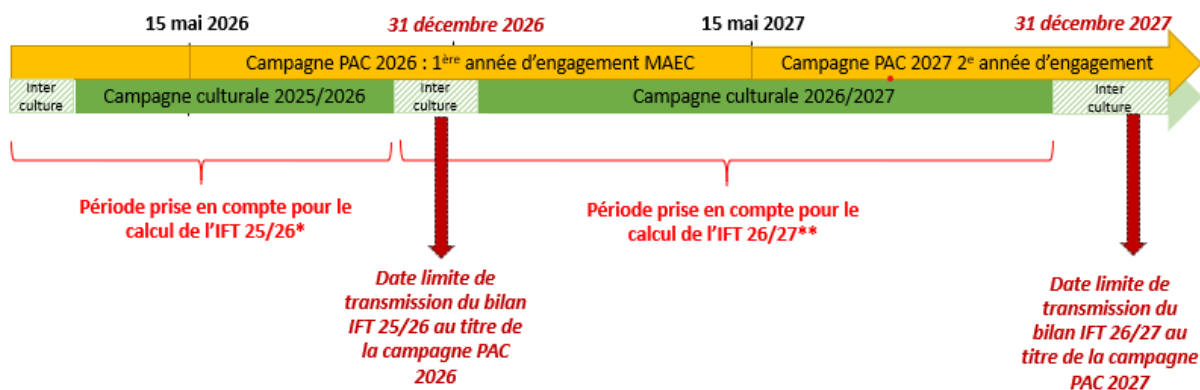 15 mai 2026
31 décembre 2026
15 mai 2027
31 décembre 2027
Campagne PAC 2026 : 1ère année d'engagement MAEC
Campagne PAC 2027 2e année d'engagement
Inter
culture
Campagne culturale 2025/2026
Inter
culture
Campagne culturale 2026/2027
Inter
culture
Période prise en compte pour le
calcul de l'IFT 25/26*
Période prise en compte pour le
calcul de l'IFT 26/27**
Date limite de
transmission du bilan
IFT 25/26 au titre de
la campagne PAC
2026
Date limite de
transmission du
bilan IFT 26/27 au
titre de la campagne
PAC 2027